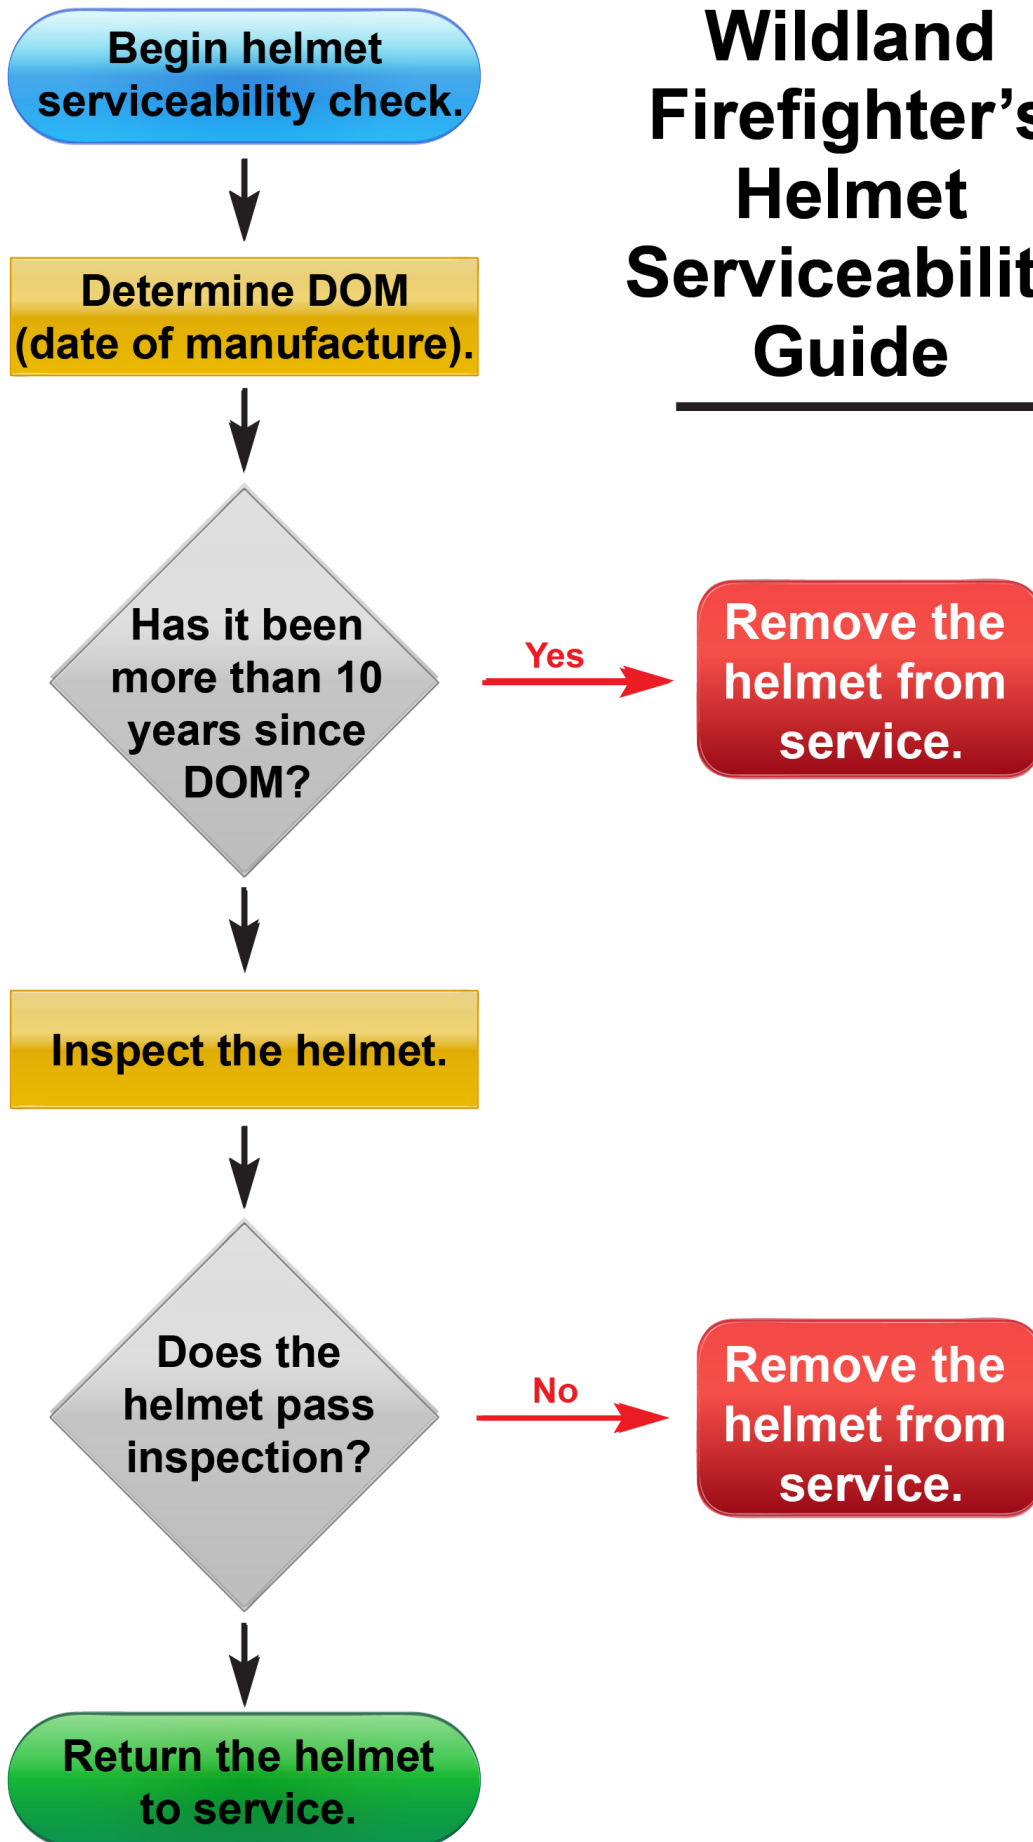 Wildland
Firefighter's
Helmet
Serviceabilit
Guide
Begin helmet
serviceability check.
Determine DOM
(date of manufacture).
Has it been
more than 10
years since
DOM?
Yes
Remove the
helmet from
service.
Inspect the helmet.
Does the
helmet pass
inspection?
No
Remove the
helmet from
service.
Return the helmet
to service.